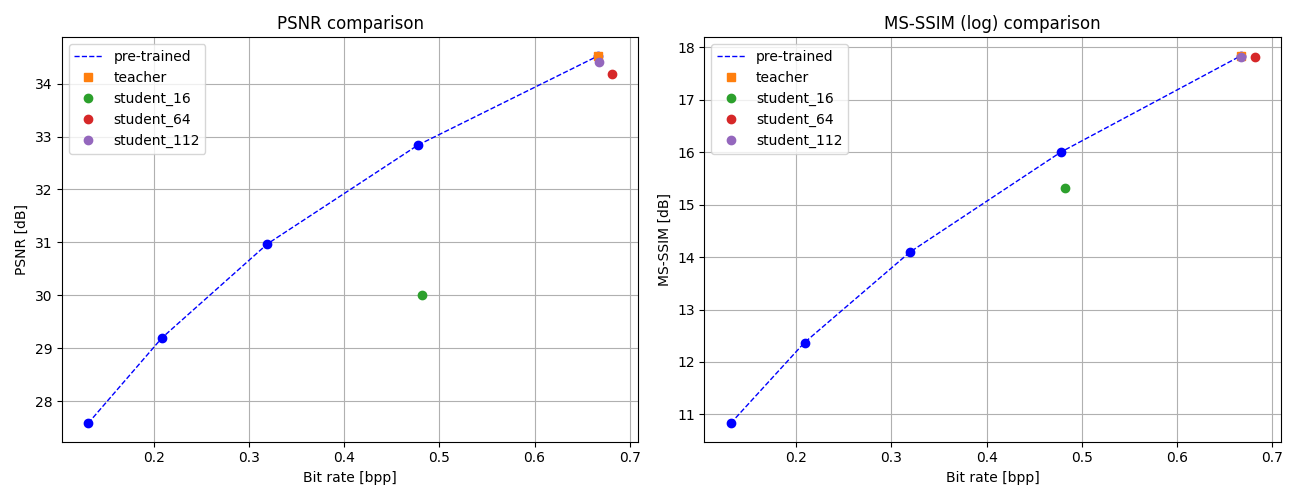 PSNR comparison
pre-trained
teacher
student_16
student_64
student_112
34
33
32
31
30
29
28
PSNR [dB]
0.2 0.3 0.4 0.5 0.6 0.7
Bit rate [bpp]
MS-SSIM (log) comparison
pre-trained
teacher
student_16
student_64
student_112
18
17
16
15
14
13
12
11
MS-SSIM [dB]
0.2 0.3 0.4 0.5 0.6 0.7
Bit rate [bpp]